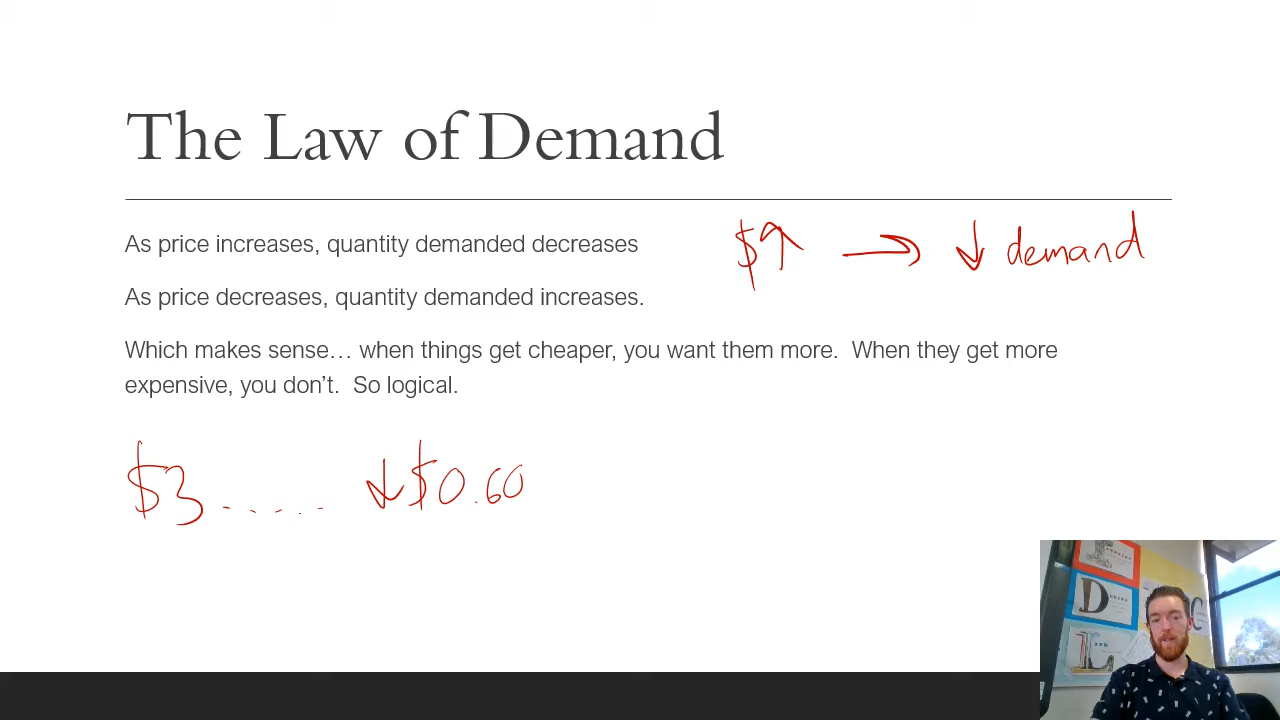 The Law of Demand
As price increases, quantity demanded decreases
$↑ → ↓ demand
As price decreases, quantity demanded increases.
Which makes sense… when things get cheaper, you want them more. When they get more
expensive, you don’t. So logical.
$3 ..... ↓$0.60
D
L
C